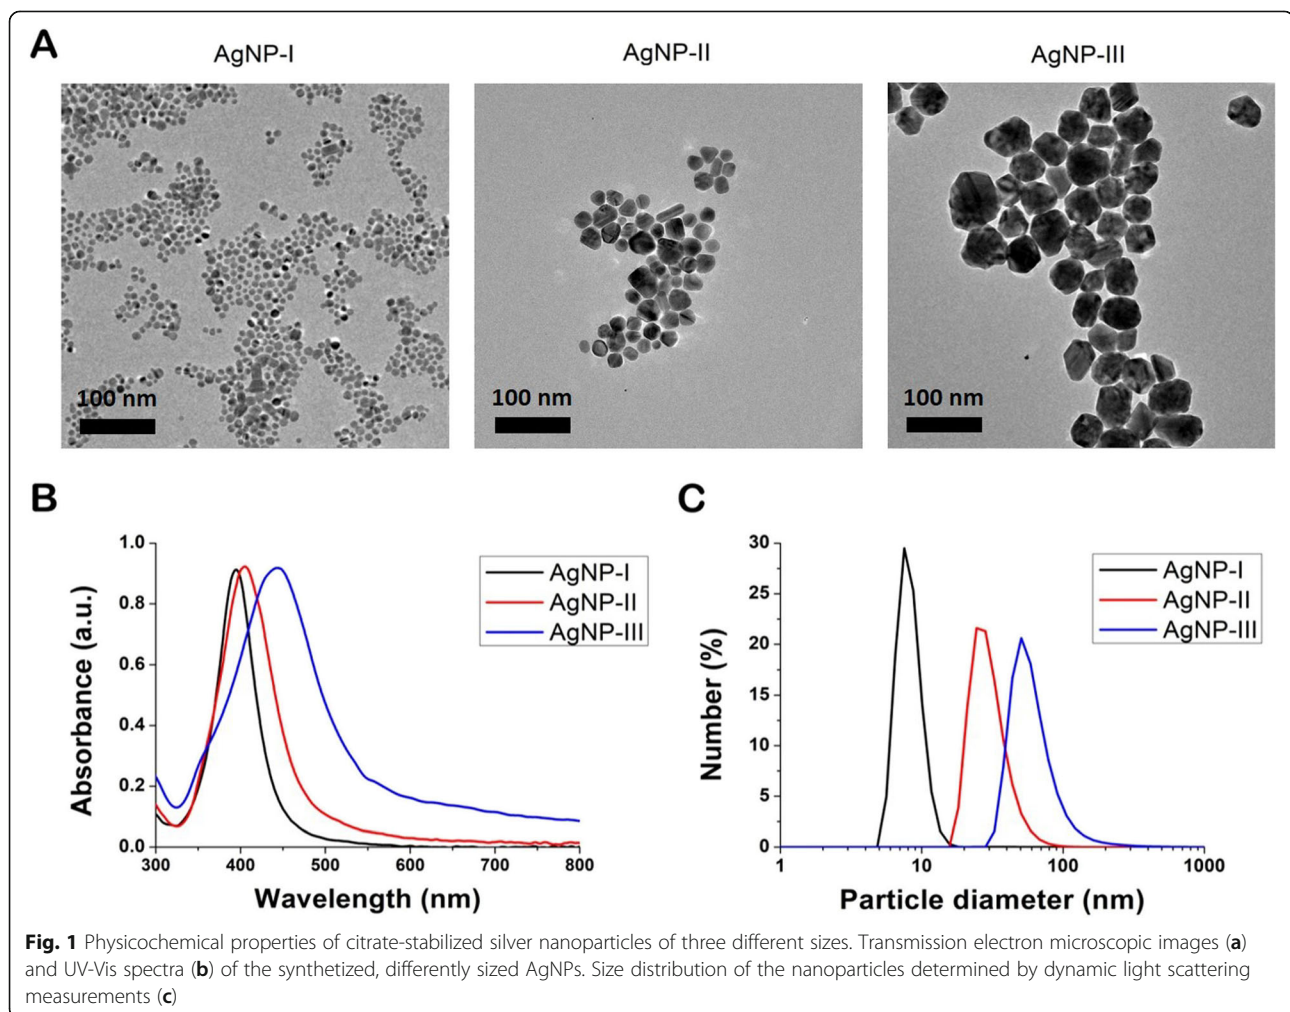 A
AgNP-I
AgNP-II
AgNP-III
100 nm
100 nm
100 nm
B
Absorbance (a.u.)
1.0
0.8
0.6
0.4
0.2
0.0
300
400
500
600
700
800
Wavelength (nm)
AgNP-I
AgNP-II
AgNP-III
C
Number (%)
30
25
20
15
10
5
0
1
10
100
1000
Particle diameter (nm)
AgNP-I
AgNP-II
AgNP-III
Fig. 1 Physicochemical properties of citrate-stabilized silver nanoparticles of three different sizes. Transmission electron microscopic images (a)
and UV-Vis spectra (b) of the synthetized, differently sized AgNPs. Size distribution of the nanoparticles determined by dynamic light scattering
measurements (c)